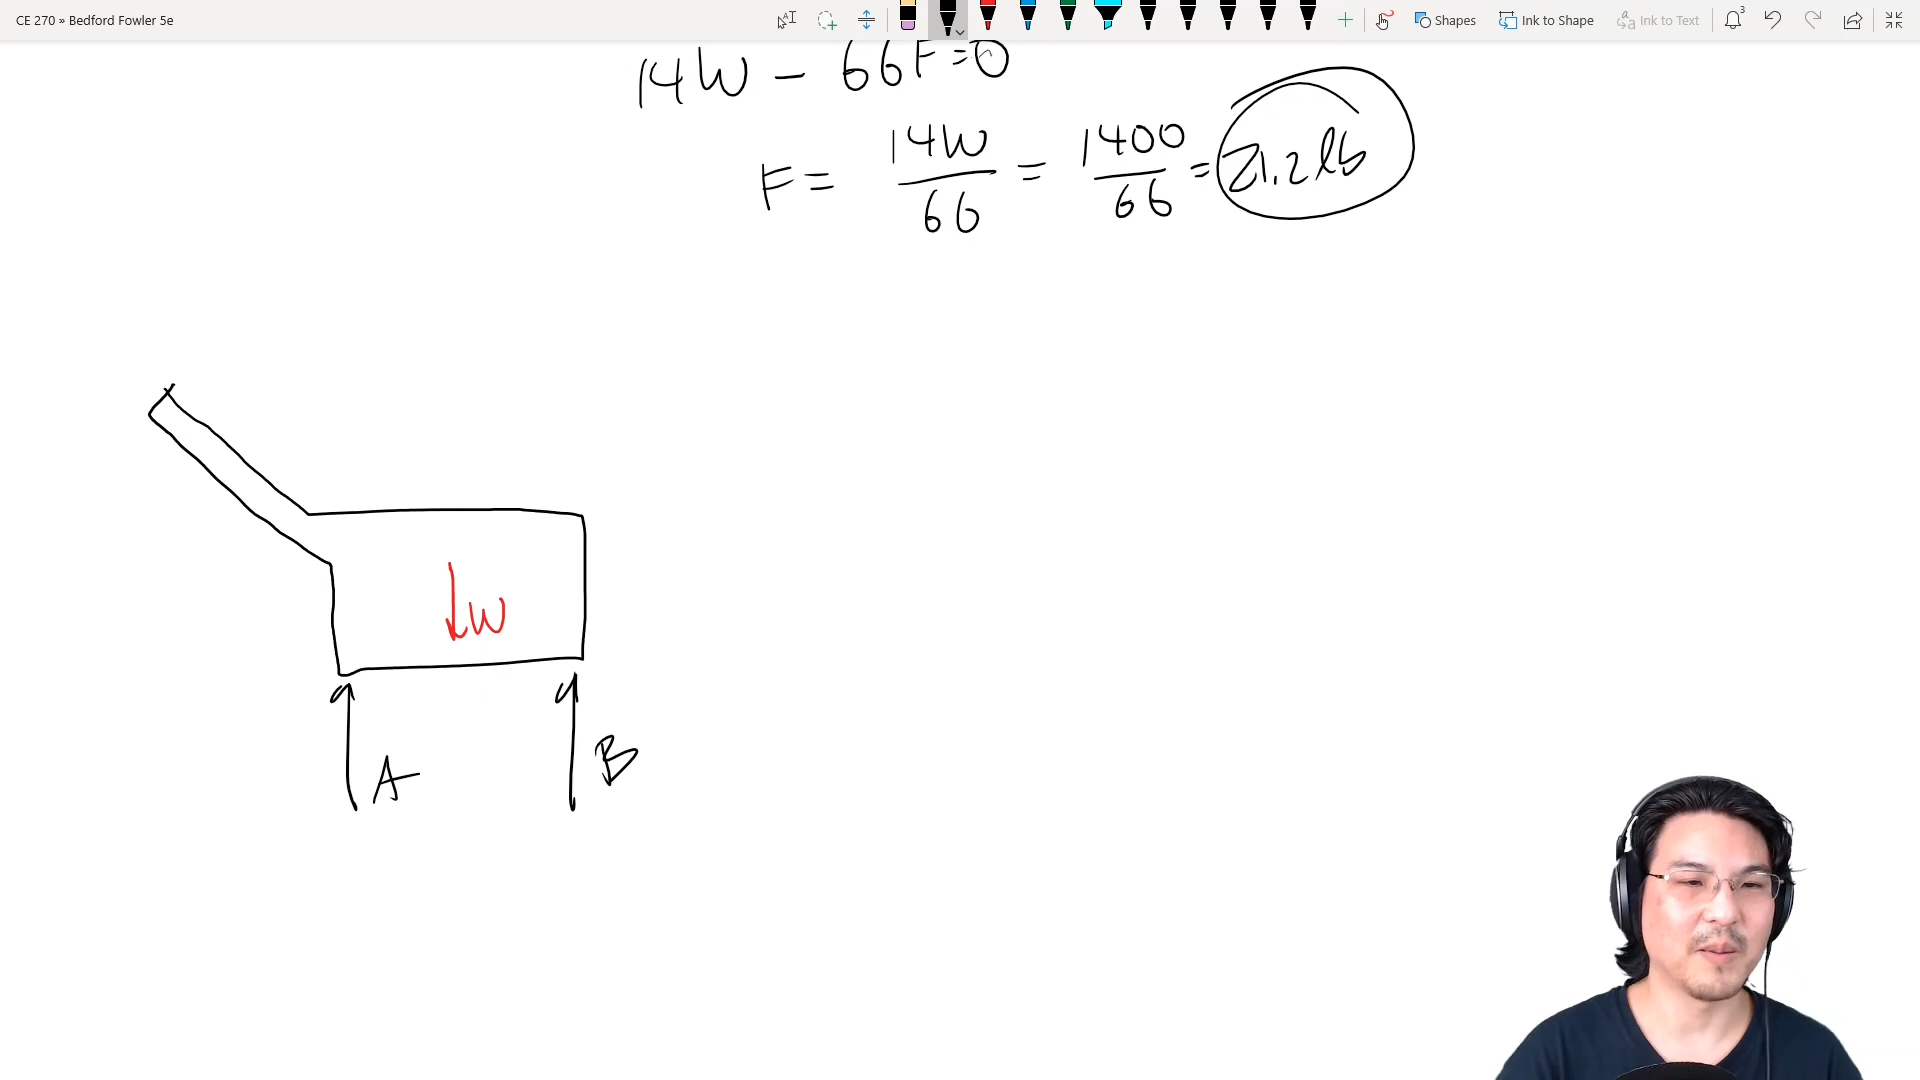 CE 270 » Bedford Fowler 5e
Shapes
Ink to Shape
Ink to Text
3
14W - 66F=0
F = 14W/66 = 1400/66 = 21.2 lb
W
A
B